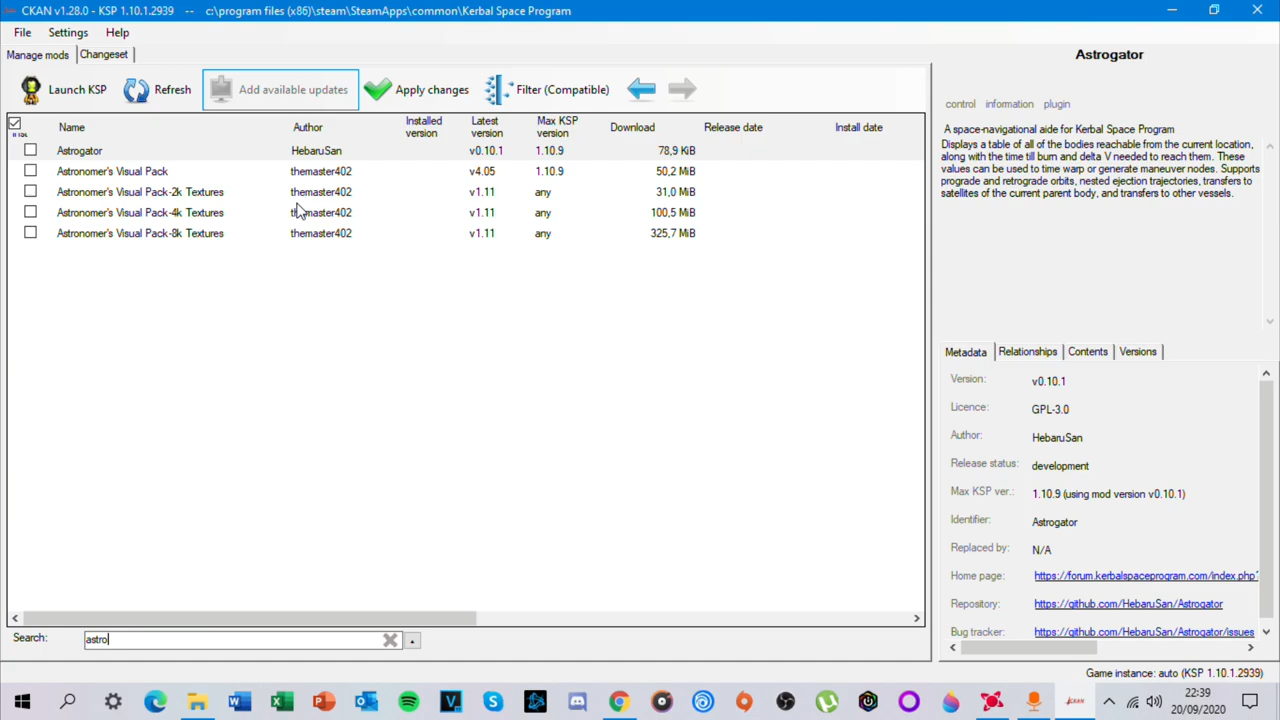 CKAN v1.28.0 - KSP 1.10.1.2939 -- c:\program files (x86)\steam\SteamApps\common\Kerbal Space Program
File Settings Help
Manage mods Changeset
Launch KSP Refresh Add available updates Apply changes Filter (Compatible)
Inst Name Author Installed version Latest version Max KSP version Download Release date Install date
Astrogator HebaruSan v0.10.1 1.10.9 78,9 KiB
Astronomer's Visual Pack themaster402 v4.05 1.10.9 50,2 MiB
Astronomer's Visual Pack-2k Textures themaster402 v1.11 any 31,0 MiB
Astronomer's Visual Pack-4k Textures themaster402 v1.11 any 100,5 MiB
Astronomer's Visual Pack-8k Textures themaster402 v1.11 any 325,7 MiB
Search: astro
Astrogator
control information plugin
A space-navigational aide for Kerbal Space Program
Displays a table of all of the bodies reachable from the current location,
along with the time till burn and delta V needed to reach them. These
values can be used to time warp or generate maneuver nodes. Supports
prograde and retrograde orbits, nested ejection trajectories, transfers to
satellites of the current parent body, and transfers to other vessels.
Metadata Relationships Contents Versions
Version: v0.10.1
Licence: GPL-3.0
Author: HebaruSan
Release status: development
Max KSP ver.: 1.10.9 (using mod version v0.10.1)
Identifier: Astrogator
Replaced by: N/A
Home page: https://forum.kerbalspaceprogram.com/index.php?
Repository: https://github.com/HebaruSan/Astrogator
Bug tracker: https://github.com/HebaruSan/Astrogator/issues
Game instance: auto (KSP 1.10.1.2939)
22:39
20/09/2020